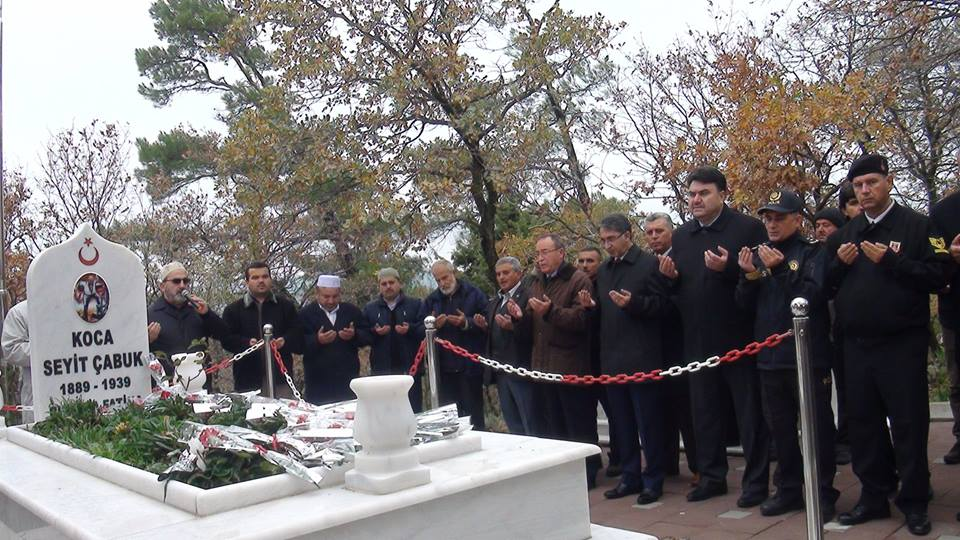 KOCA
SEYİT ÇABUK
1889 - 1939